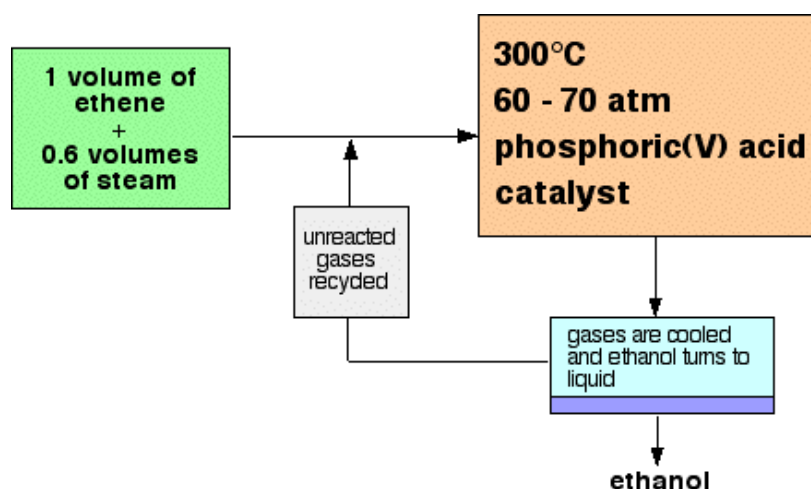 1 volume of
ethene
+
0.6 volumes
of steam
300°C
60 - 70 atm
phosphoric(V) acid
catalyst
unreacted
gases
recycled
gases are cooled
and ethanol turns to
liquid
ethanol